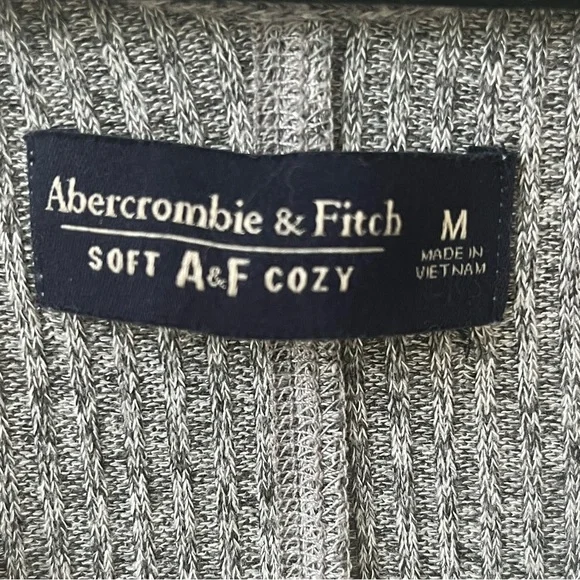 Abercrombie & Fitch
SOFT A&F COZY
M
MADE IN
VIETNAM